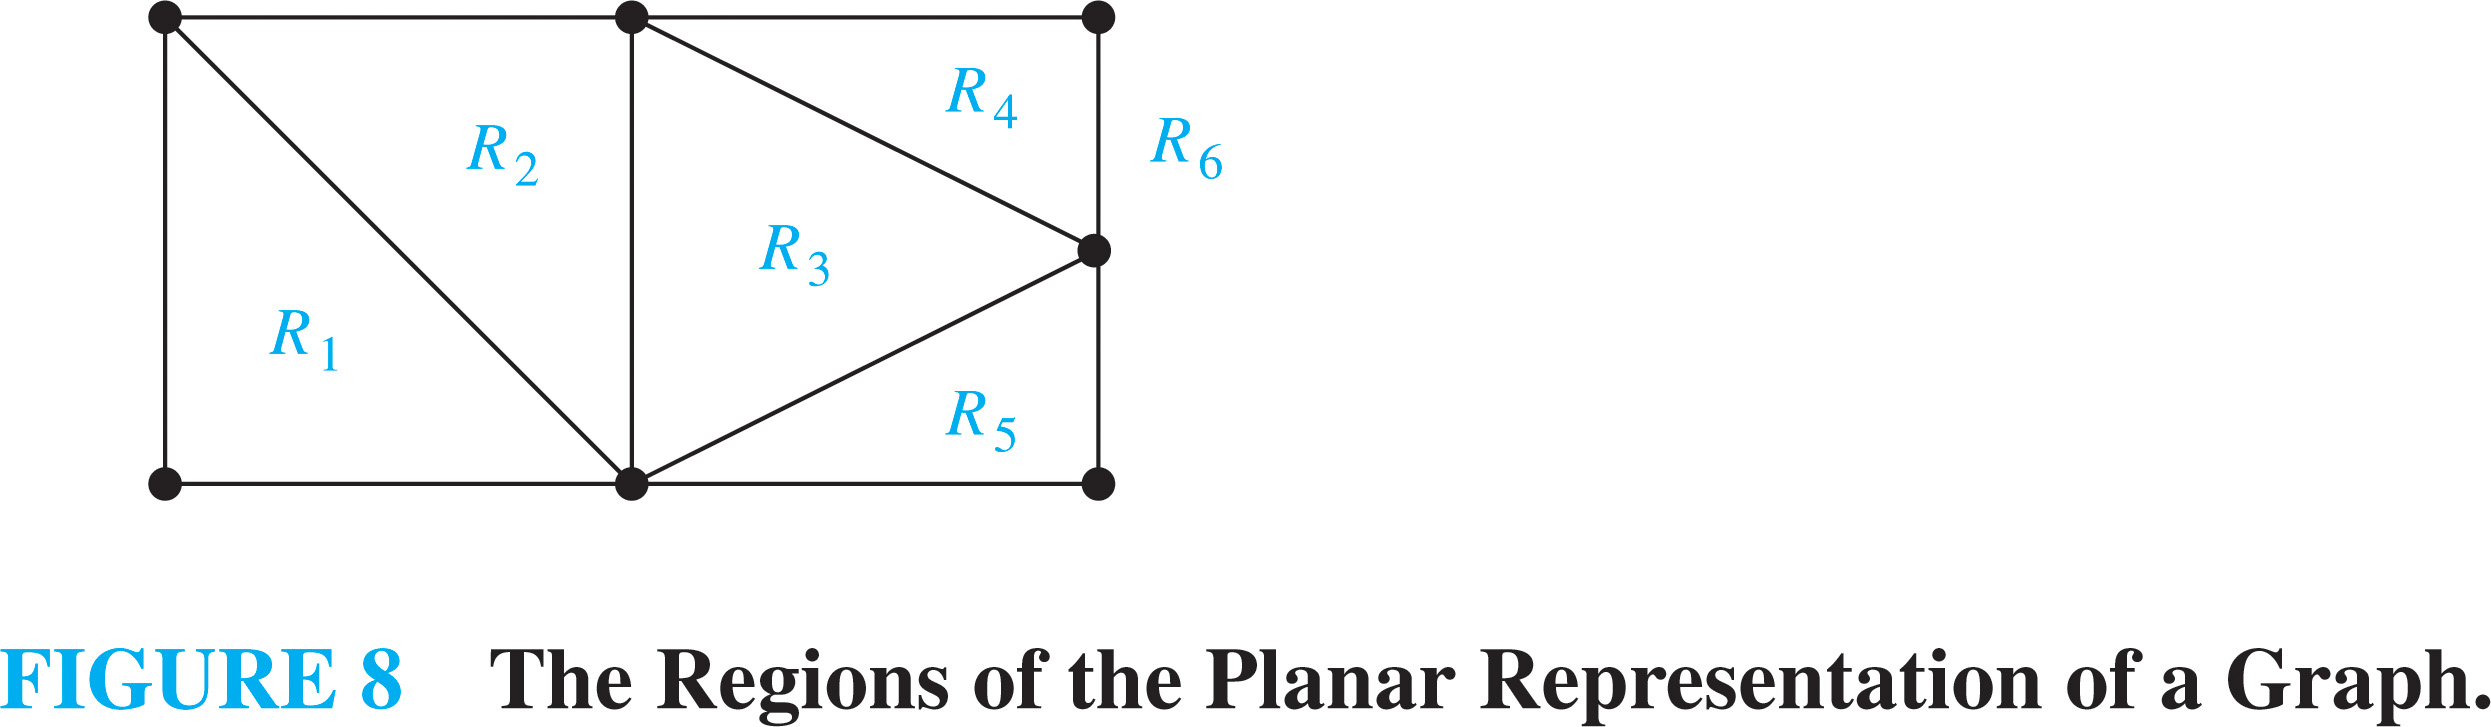 R4
R2
R6
R3
R1
R5
FIGURE 8 The Regions of the Planar Representation of a Graph.